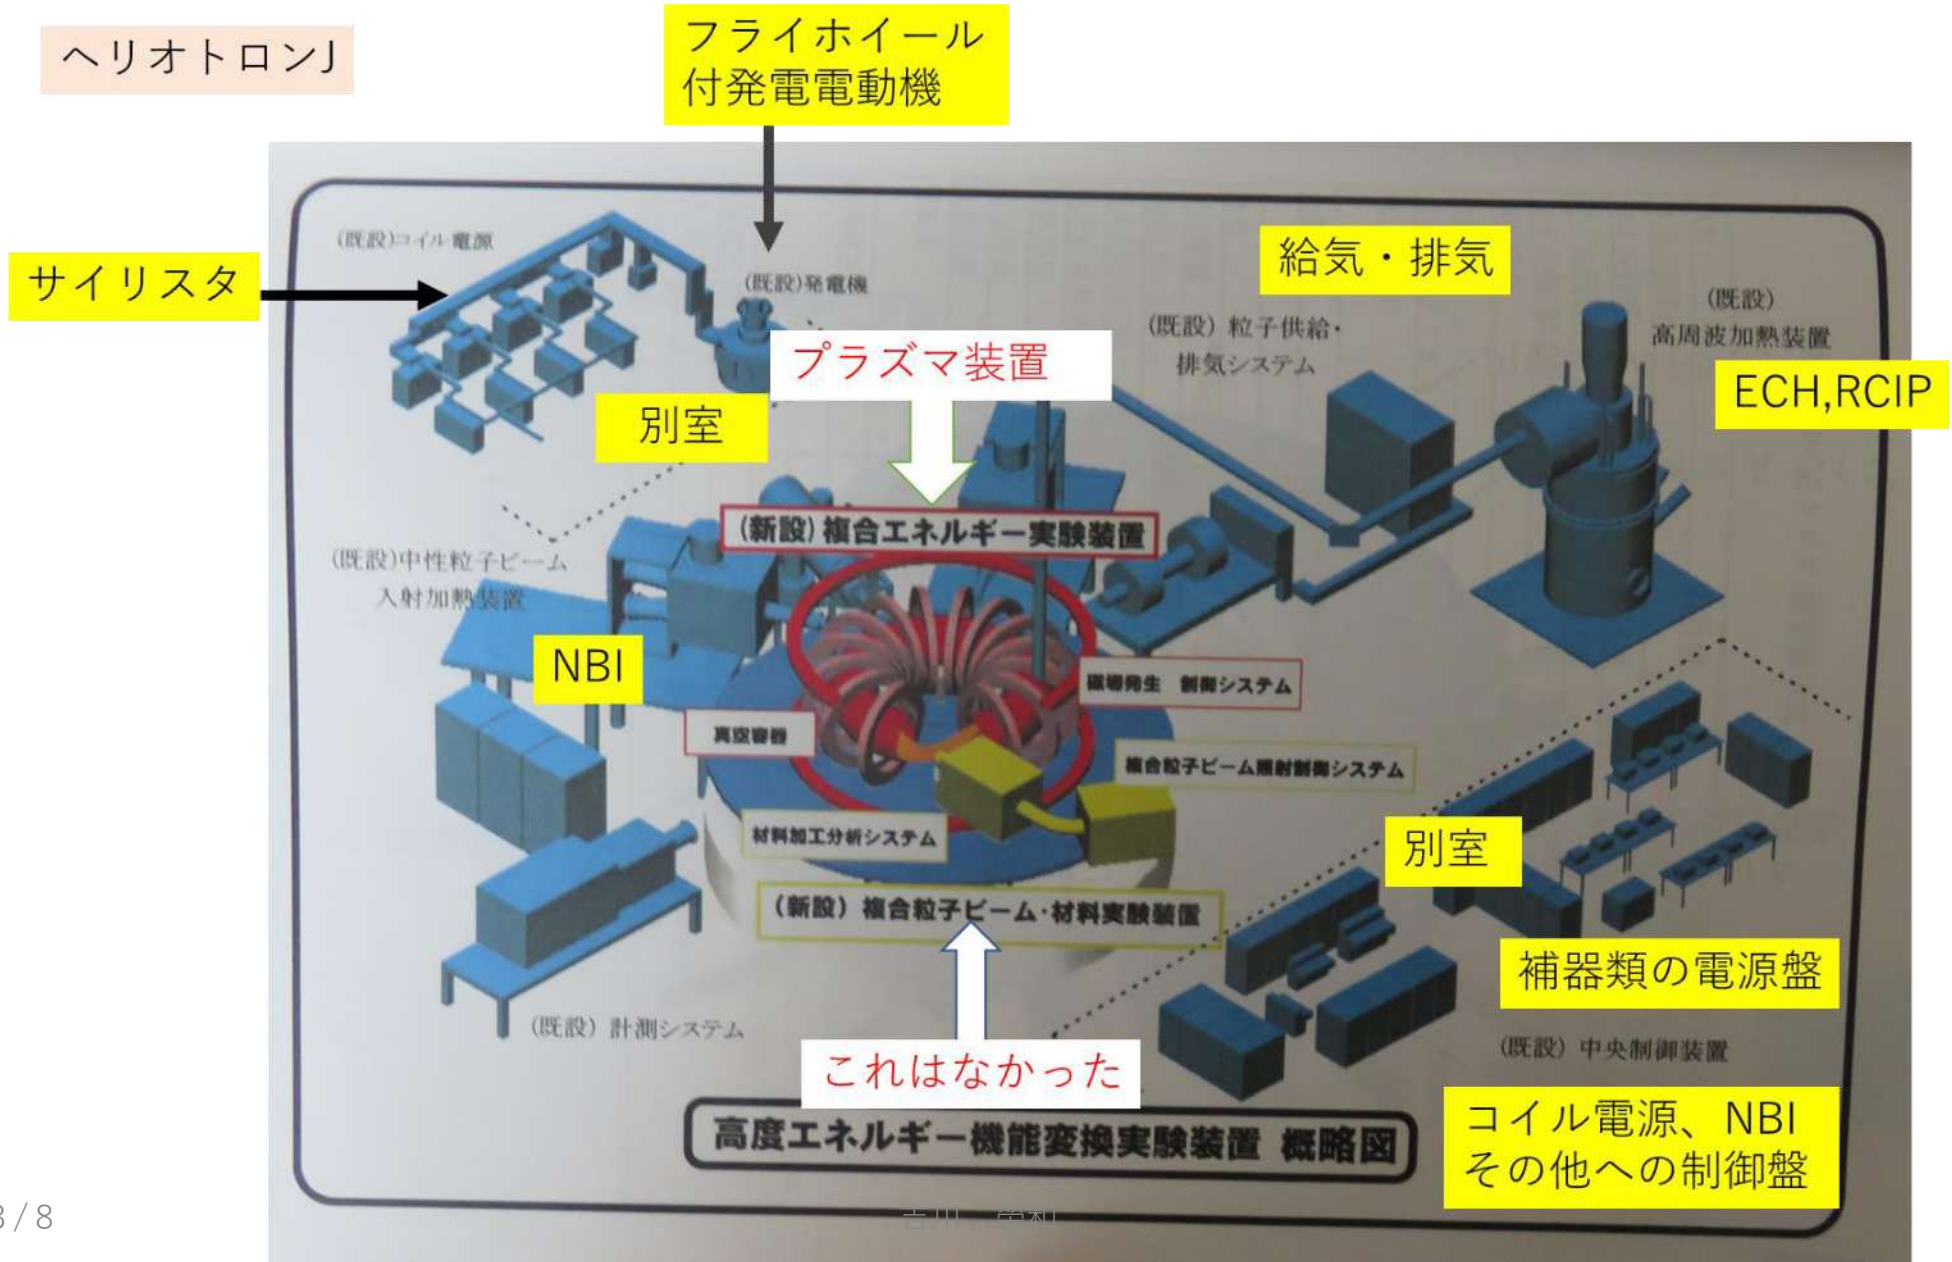 ヘリオトロンJ
フライホイール
付発電電動機
(既設)コイル電源
サイリスタ
(既設)発電機
給気・排気
(既設)
高周波加熱装置
(既設) 粒子供給・
排気システム
プラズマ装置
ECH,RCIP
別室
(新設)複合エネルギー実験装置
(既設)中性粒子ビーム
入射加熱装置
NBI
磁場発生 制御システム
真空容器
複合粒子ビーム照射制御システム
材料加工分析システム
別室
(新設) 複合粒子ビーム・材料実験装置
補器類の電源盤
(既設) 計測システム
(既設) 中央制御装置
これはなかった
コイル電源、NBI
その他への制御盤
高度エネルギー機能変換実験装置 概略図
/ 8